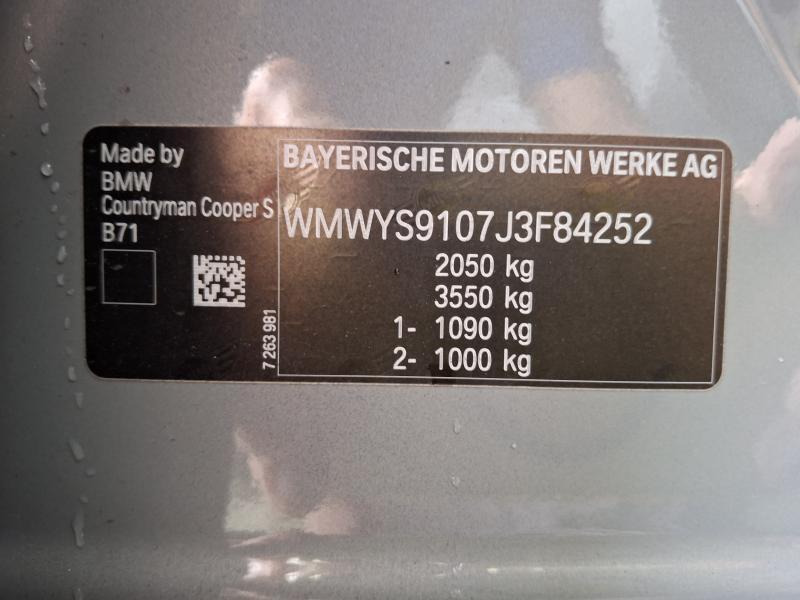 Made by
BMW
Countryman Cooper S
B71
7 263 981
BAYERISCHE MOTOREN WERKE AG
WMWYS9107J3F84252
2050 kg
3550 kg
1- 1090 kg
2- 1000 kg